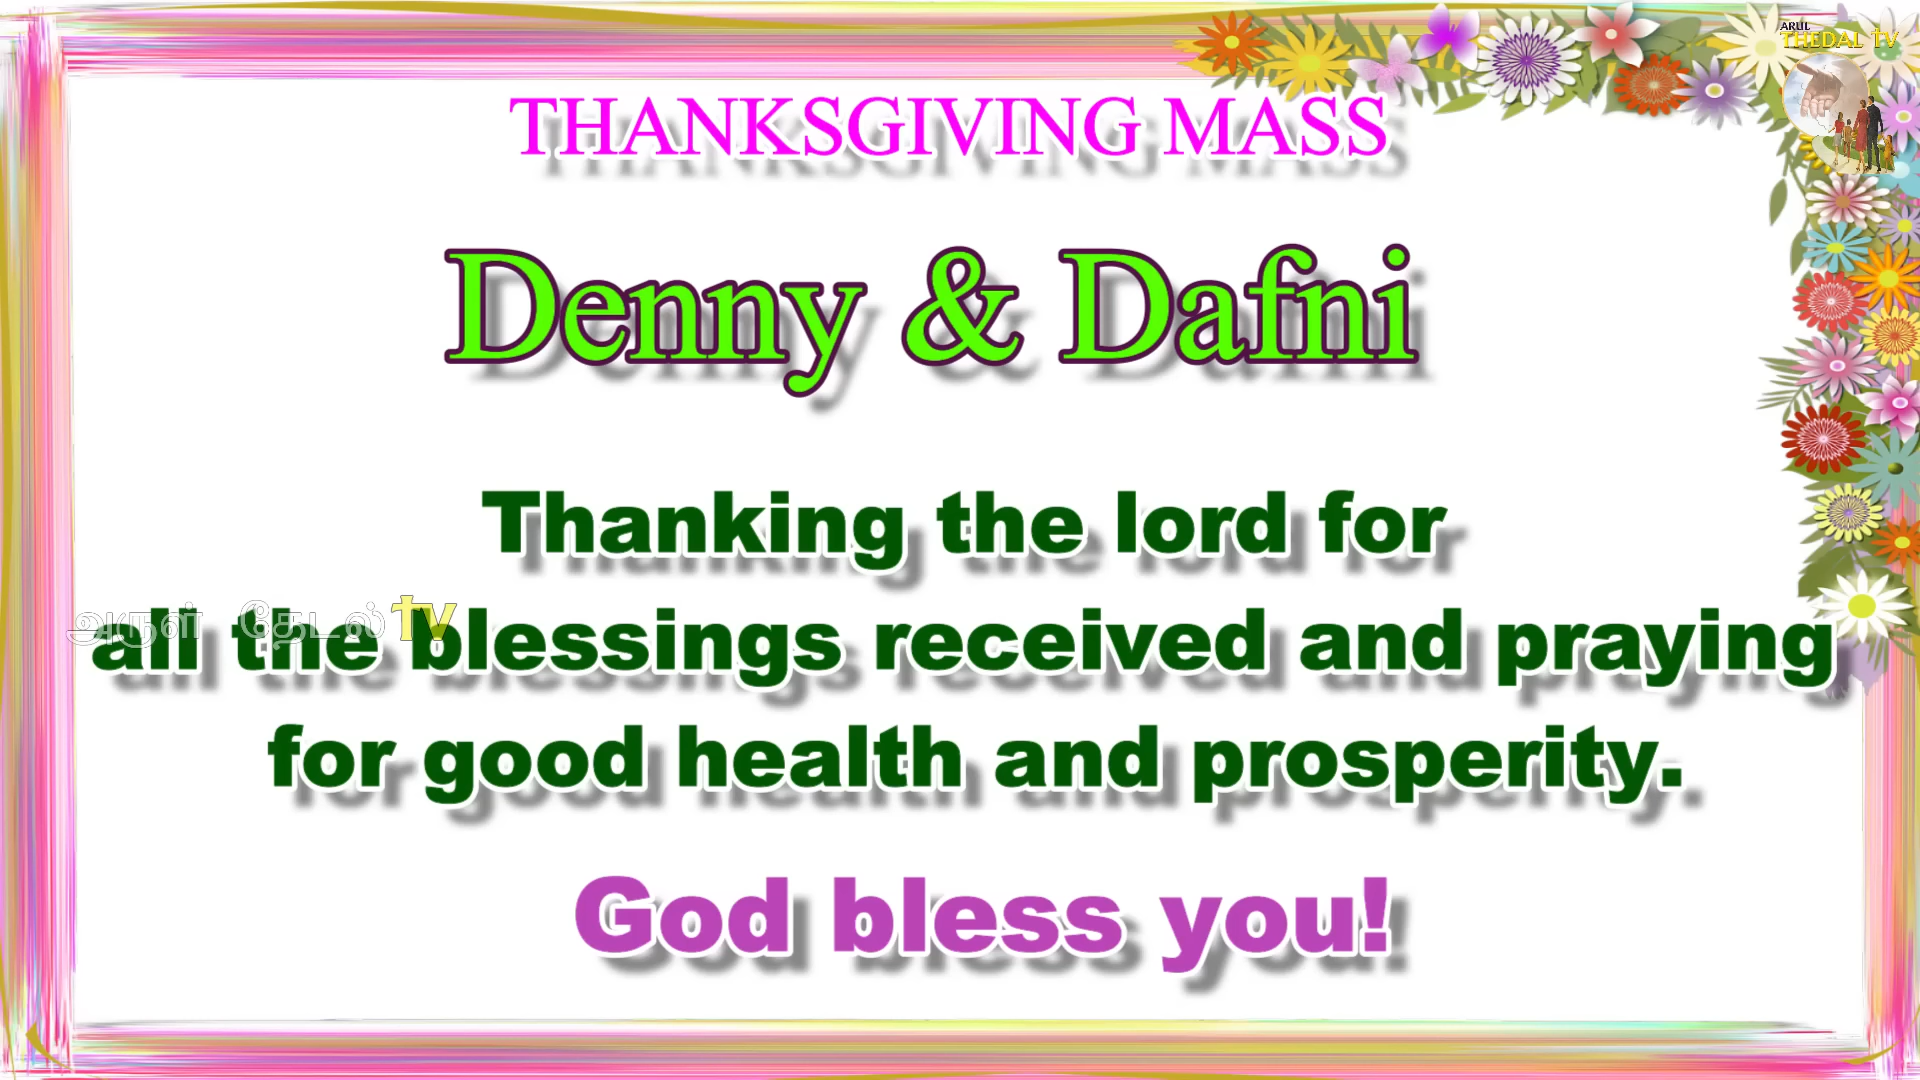 ARUL
THEDAL TV
THANKSGIVING MASS
Denny & Dafni
Thanking the lord for
அருள் தேடல் tv
all the blessings received and praying
for good health and prosperity.
God bless you!